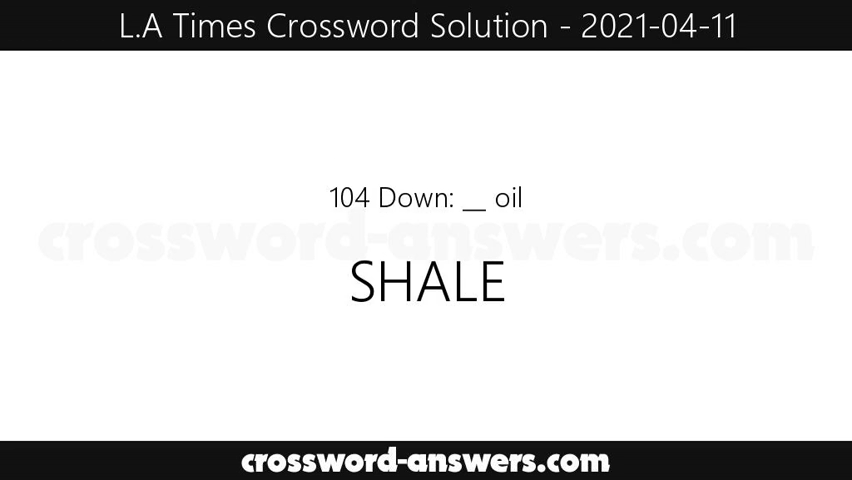 L.A Times Crossword Solution - 2021-04-11
104 Down: __ oil
crossword-answers.com
SHALE
crossword-answers.com